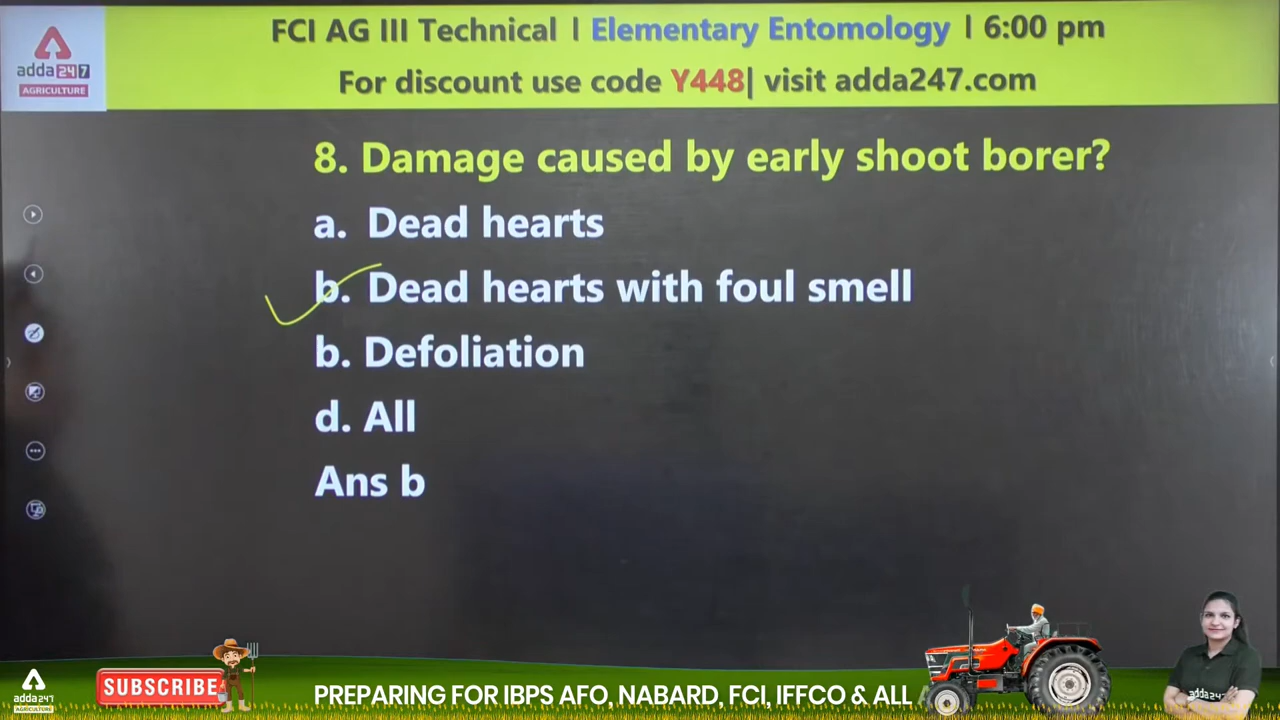 FCI AG III Technical | Elementary Entomology | 6:00 pm
For discount use code Y448| visit adda247.com
adda247
AGRICULTURE
8. Damage caused by early shoot borer?
a. Dead hearts
b. Dead hearts with foul smell
b. Defoliation
d. All
Ans b
adda247
AGRICULTURE
SUBSCRIBE
PREPARING FOR IBPS AFO, NABARD, FCI, IFFCO & ALL
adda247